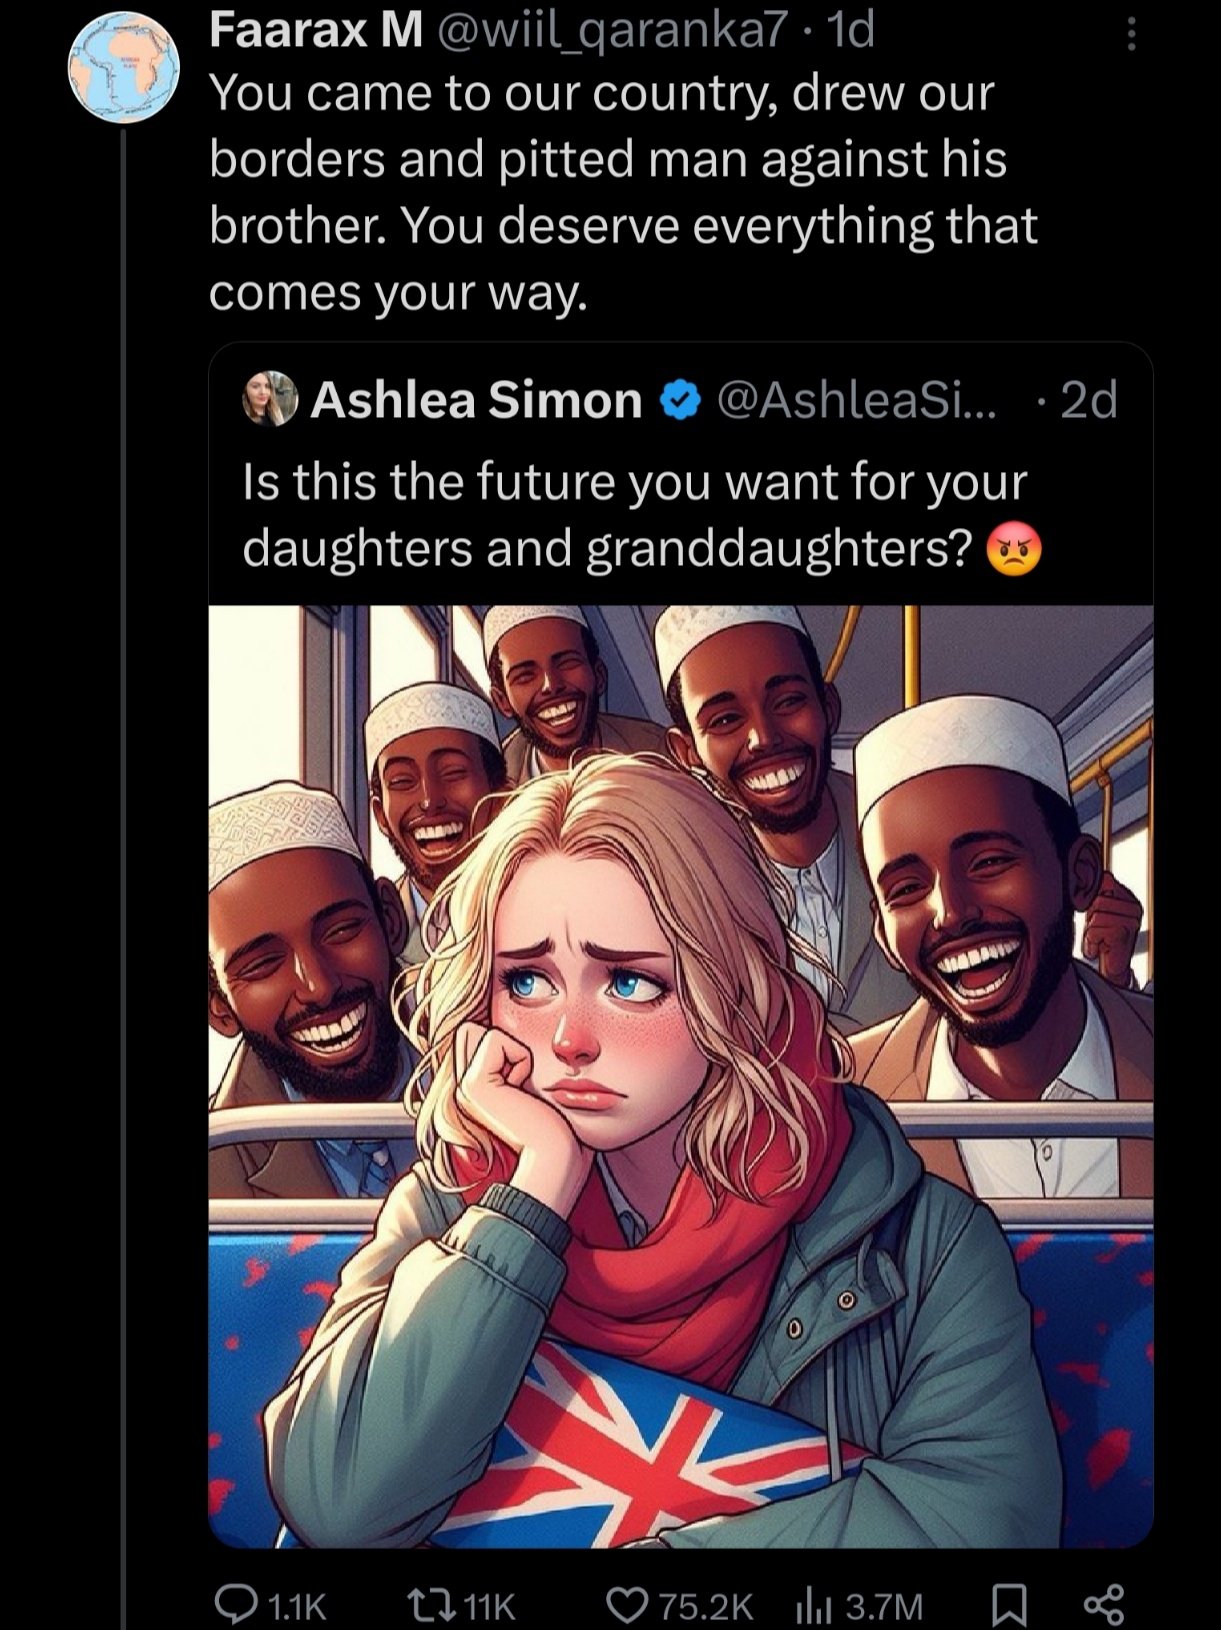 Faarax M @wiil_qaranka7 · 1d
You came to our country, drew our
borders and pitted man against his
brother. You deserve everything that
comes your way.
Ashlea Simon @AshleaSi... · 2d
Is this the future you want for your
daughters and granddaughters? 😡
1.1K 11K 75.2K 3.7M